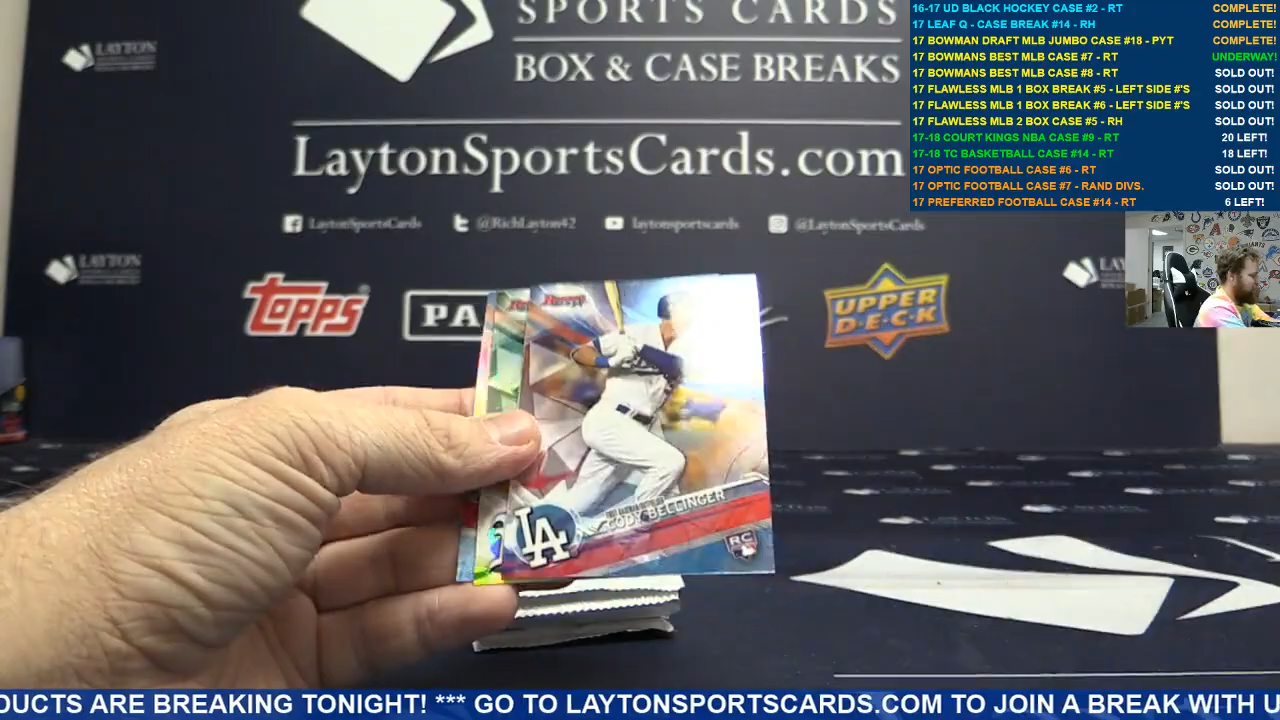 SPORTS CARDS
BOX & CASE BREAKS
LaytonSportsCards.com
LaytonSportsCards
@RichLayton42
laytonsportscards
@LaytonSportsCards
LAYTON
LAYTON
topps
PA
UPPER
D·E·C·K
Bowman's
CODY BELLINGER
LA
RC
16-17 UD BLACK HOCKEY CASE #2 - RT COMPLETE!
17 LEAF Q - CASE BREAK #14 - RH COMPLETE!
17 BOWMAN DRAFT MLB JUMBO CASE #18 - PYT COMPLETE!
17 BOWMANS BEST MLB CASE #7 - RT UNDERWAY!
17 BOWMANS BEST MLB CASE #8 - RT SOLD OUT!
17 FLAWLESS MLB 1 BOX BREAK #5 - LEFT SIDE #'S SOLD OUT!
17 FLAWLESS MLB 1 BOX BREAK #6 - LEFT SIDE #'S SOLD OUT!
17 FLAWLESS MLB 2 BOX CASE #5 - RH SOLD OUT!
17-18 COURT KINGS NBA CASE #9 - RT 20 LEFT!
17-18 TC BASKETBALL CASE #14 - RT 18 LEFT!
17 OPTIC FOOTBALL CASE #6 - RT SOLD OUT!
17 OPTIC FOOTBALL CASE #7 - RAND DIVS. SOLD OUT!
17 PREFERRED FOOTBALL CASE #14 - RT 6 LEFT!
DUCTS ARE BREAKING TONIGHT! *** GO TO LAYTONSPORTSCARDS.COM TO JOIN A BREAK WITH U